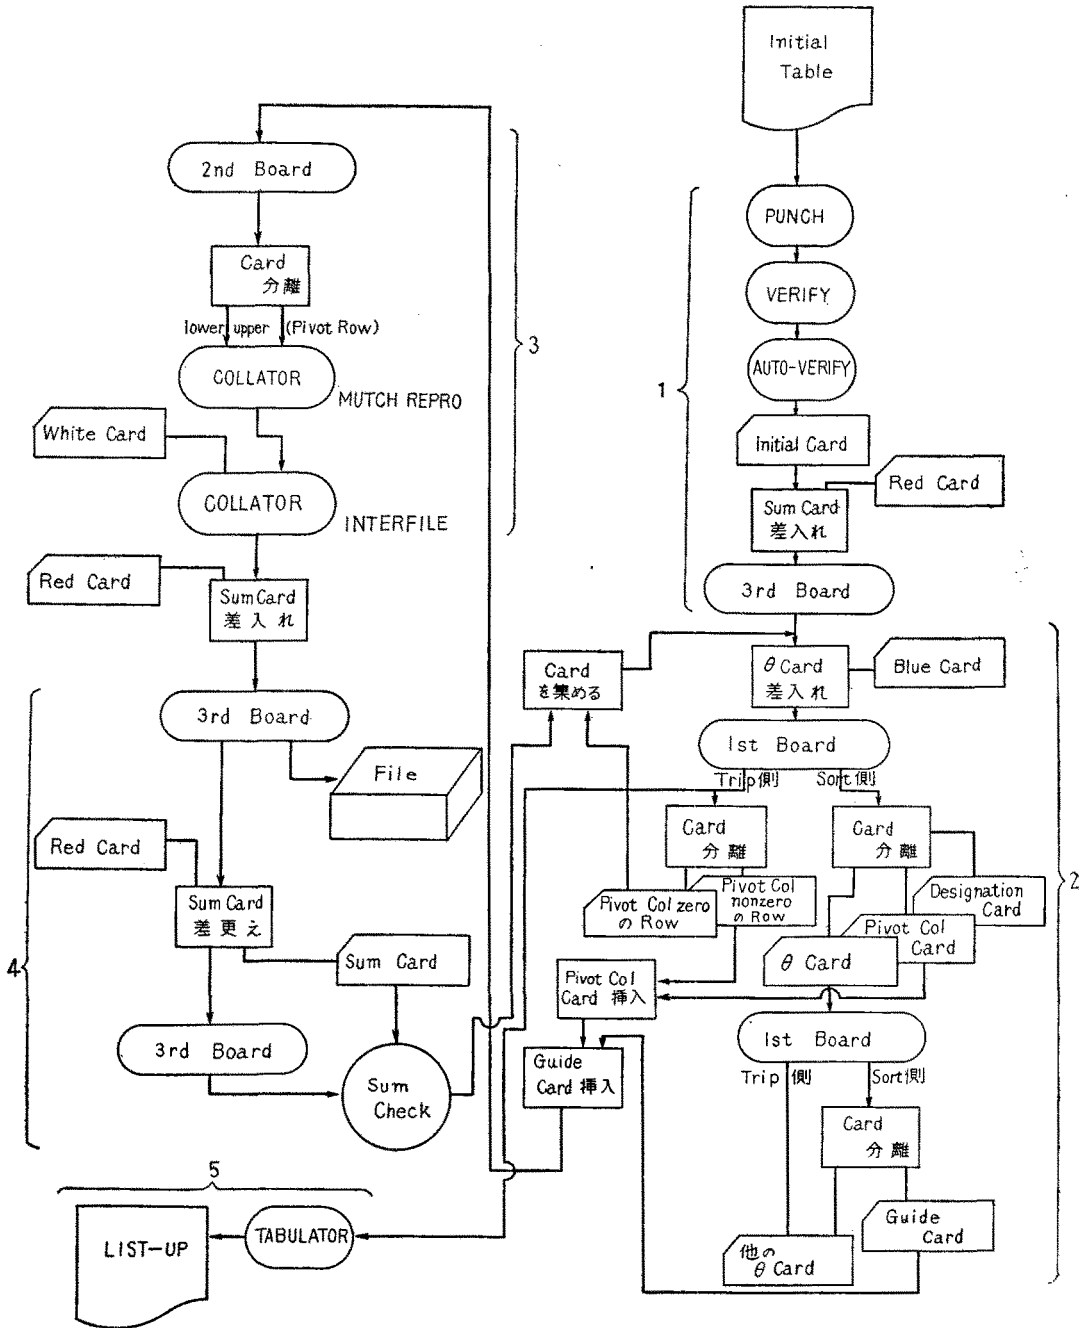 Initial
Table
PUNCH
VERIFY
AUTO-VERIFY
Initial Card
Red Card
Sum Card
差入れ
3rd Board
1
θ Card
差入れ
Blue Card
Card
を集める
1st Board
Trip側
Sort側
Card
分離
Card
分離
Pivot Col zero
の Row
Pivot Col
nonzero
の Row
Designation
Card
Pivot Col
Card
θ Card
Pivot Col
Card 挿入
Guide
Card 挿入
1st Board
Trip側
Sort側
Card
分離
Guide
Card
他の
θ Card
2
2nd Board
Card
分離
lower
upper
(Pivot Row)
COLLATOR
MUTCH REPRO
White Card
COLLATOR
INTERFILE
3
Red Card
Sum Card
差入れ
3rd Board
File
Red Card
Sum Card
差更え
Sum Card
3rd Board
Sum
Check
4
5
LIST-UP
TABULATOR